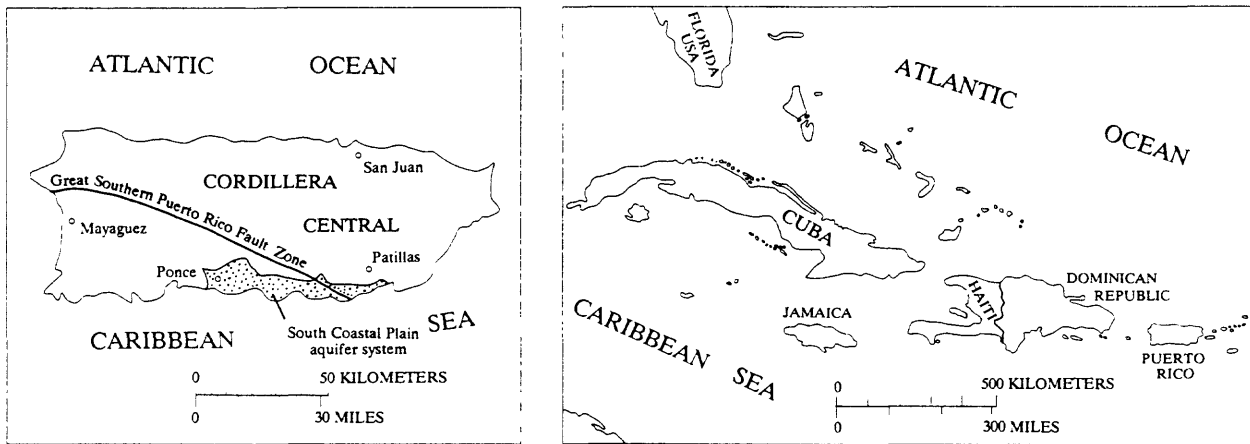 ATLANTIC OCEAN
San Juan
CORDILLERA
Great Southern Puerto Rico Fault Zone
Mayaguez
CENTRAL
Patillas
Ponce
CARIBBEAN SEA
South Coastal Plain
aquifer system
0 50 KILOMETERS
0 30 MILES
FLORIDA
USA
ATLANTIC
OCEAN
CUBA
DOMINICAN
REPUBLIC
HAITI
JAMAICA
PUERTO
RICO
CARIBBEAN SEA
0 500 KILOMETERS
0 300 MILES